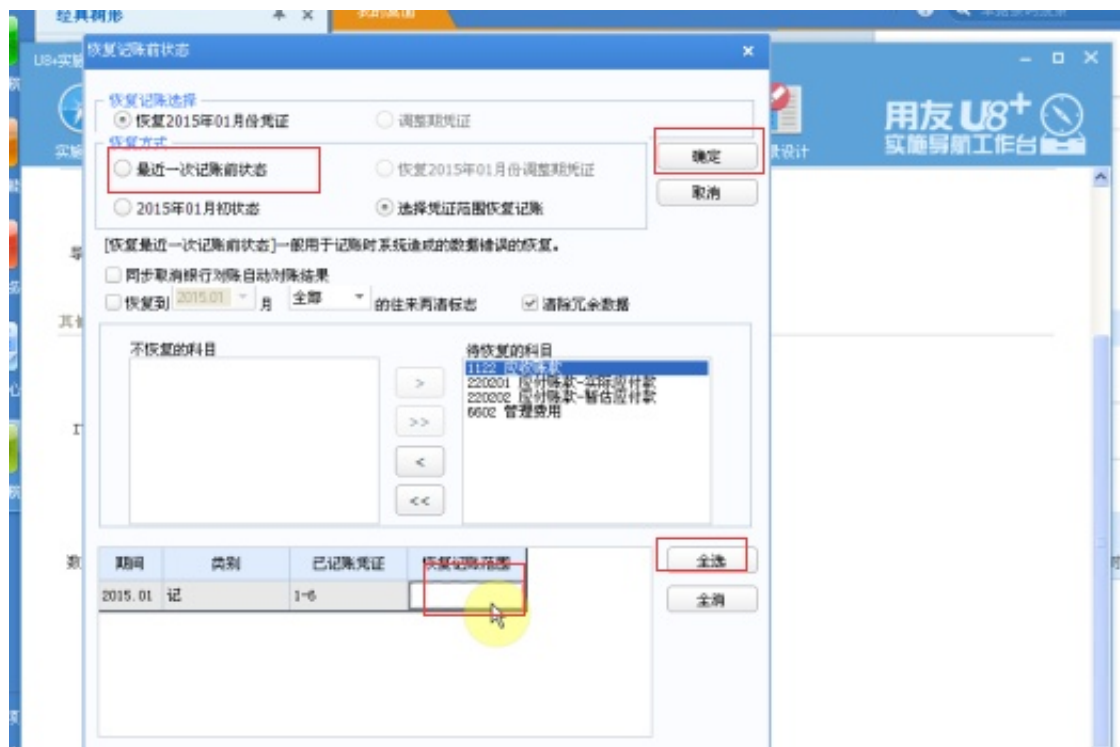 经典树形
恢复记账前状态
U8+实施
恢复记账选择
恢复2015年01月份凭证 调整期凭证
恢复方式
最近一次记账前状态 恢复2015年01月份调整期凭证
2015年01月初状态 选择凭证范围恢复记账
确定
取消
[恢复最近一次记账前状态]一般用于记账时系统造成的数据错误的恢复。
同步取消银行对账自动对账结果
恢复到 2015.01 月 全部 的往来两清标志 清除冗余数据
不恢复的科目
待恢复的科目
1122 应收账款
220201 应付账款-实际应付款
220202 应付账款-暂估应付款
6602 管理费用
>
>>
<
<<
期间 类别 已记账凭证 恢复记账范围
2015.01 记 1-6
全选
全消
用友 U8+
实施导航工作台